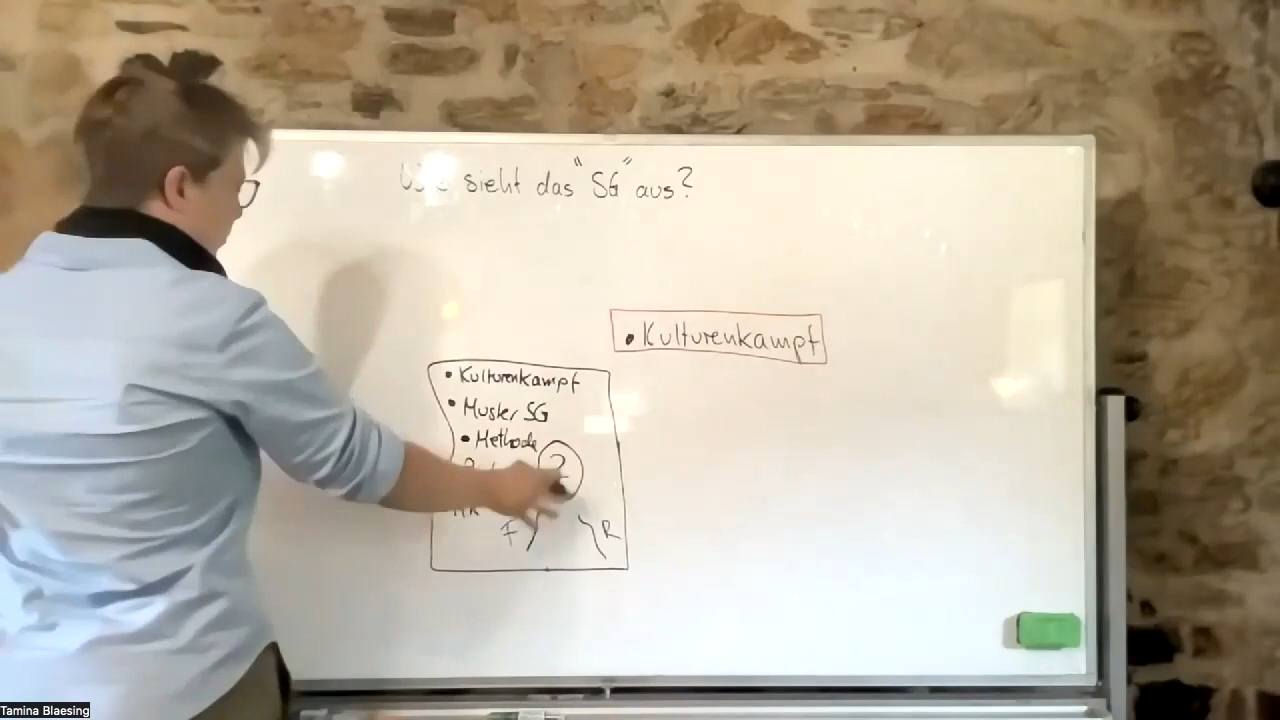 Wie sieht das "SG" aus?
• Kulturenkampf
• Kulturenkampf
• Muster SG
• Methode
?
F
R
Tamina Blaesing